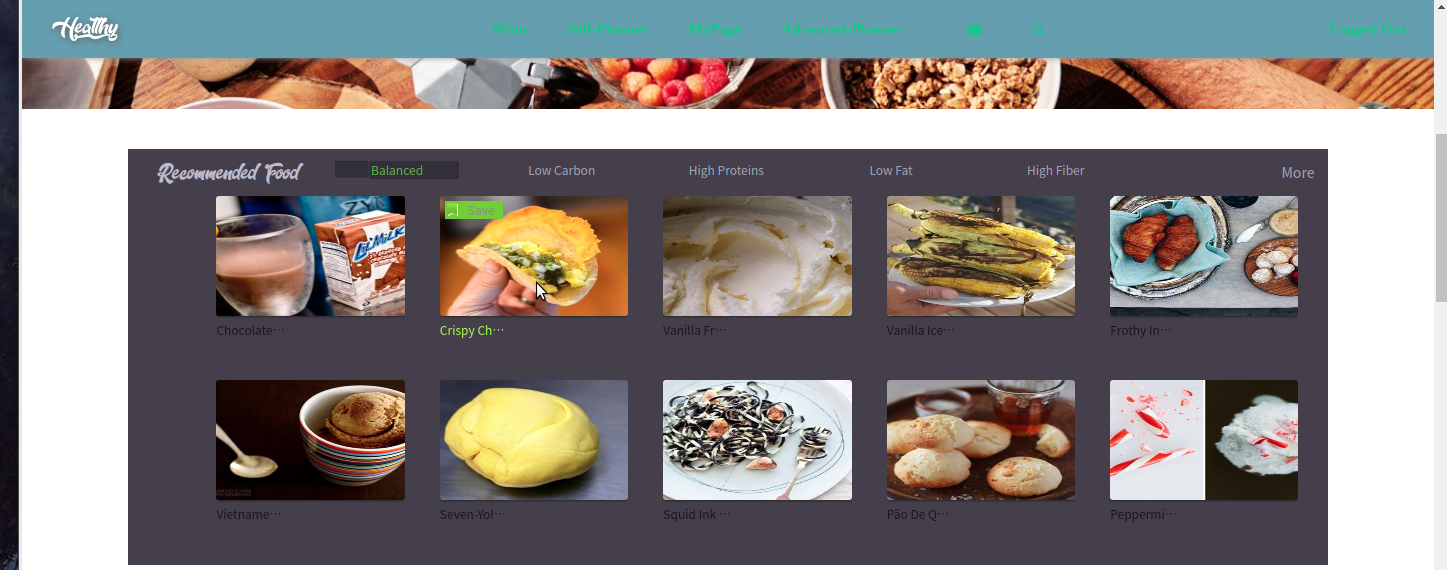 Healthy
Main Self-Planner MyPage Advanced-Planner Logged Out
Recommended Food Balanced Low Carbon High Proteins Low Fat High Fiber More
Save
Chocolate··· Crispy Ch··· Vanilla Fr··· Vanilla Ice··· Frothy In···
Vietname··· Seven-Yol··· Squid Ink ··· Pão De Q··· Peppermi···